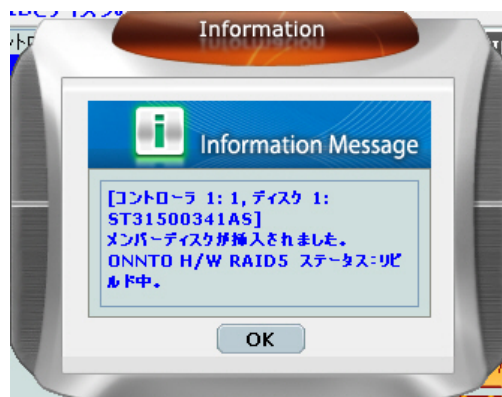 Information
Information Message
[コントローラ 1: 1, ディスク 1:
ST31500341AS]
メンバーディスクが挿入されました。
ONNTO H/W RAID5 ステータス:リビ
ルド中。
OK